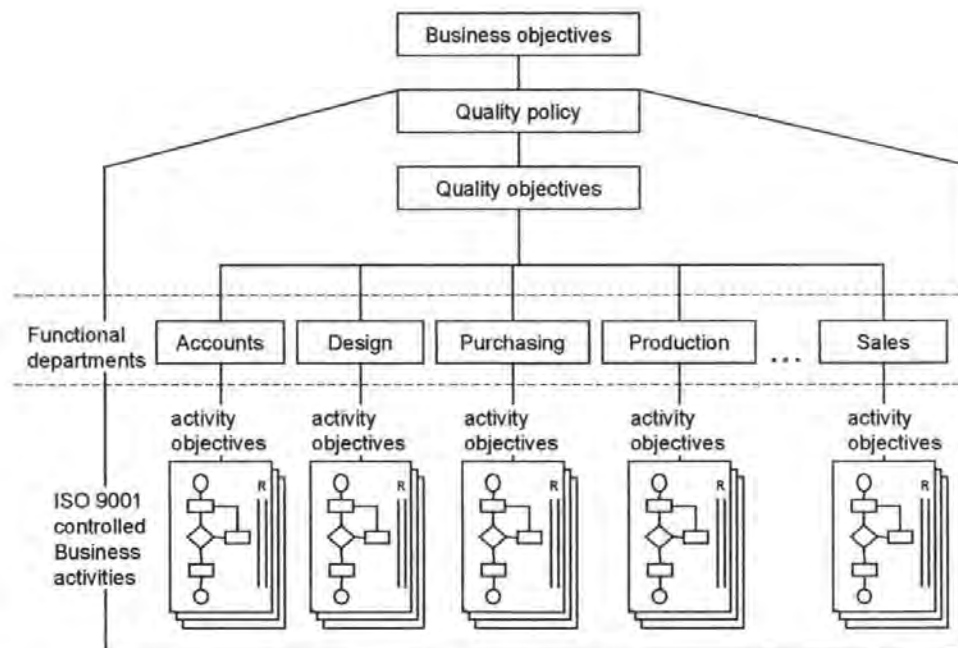 Business objectives
Quality policy
Quality objectives
Functional
departments
Accounts
Design
Purchasing
Production
...
Sales
activity
objectives
activity
objectives
activity
objectives
activity
objectives
activity
objectives
ISO 9001
controlled
Business
activities
R
R
R
R
R